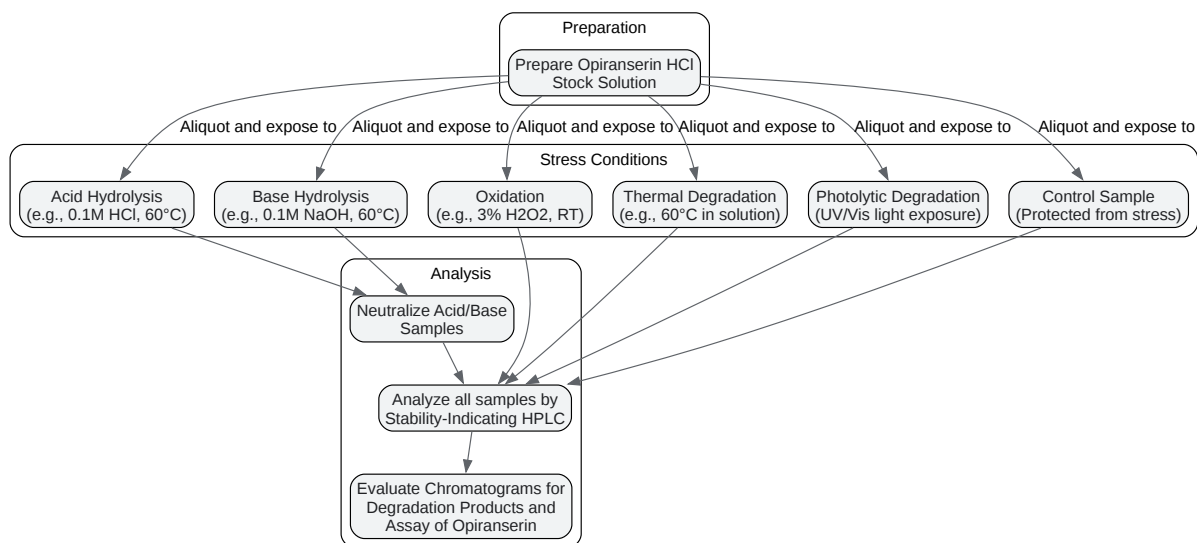 Preparation
Prepare Opiranserin HCl
Stock Solution
Aliquot and expose to
Aliquot and expose to
Aliquot and expose to
Aliquot and expose to
Aliquot and expose to
Aliquot and expose to
Stress Conditions
Acid Hydrolysis
(e.g., 0.1M HCl, 60°C)
Base Hydrolysis
(e.g., 0.1M NaOH, 60°C)
Oxidation
(e.g., 3% H2O2, RT)
Thermal Degradation
(e.g., 60°C in solution)
Photolytic Degradation
(UV/Vis light exposure)
Control Sample
(Protected from stress)
Analysis
Neutralize Acid/Base
Samples
Analyze all samples by
Stability-Indicating HPLC
Evaluate Chromatograms for
Degradation Products and
Assay of Opiranserin